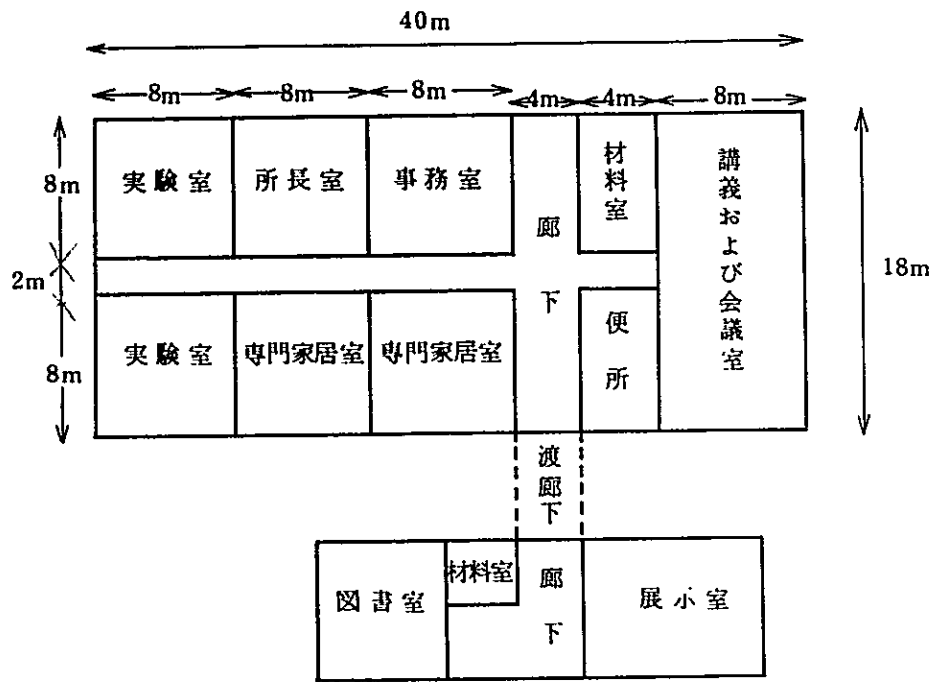 40m
8m
8m
8m
4m
4m
8m
8m
2m
8m
18m
実験室
所長室
事務室
廊下
材料室
講義および会議室
実験室
専門家居室
専門家居室
便所
渡廊下
図書室
材料室
廊下
展示室